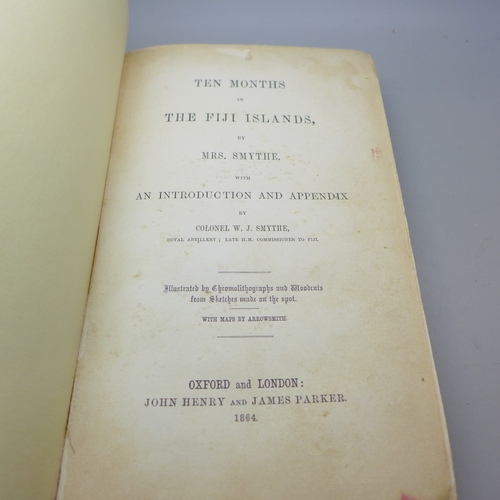 TEN MONTHS
IN
THE FIJI ISLANDS,
BY
MRS. SMYTHE.
WITH
AN INTRODUCTION AND APPENDIX
BY
COLONEL W. J. SMYTHE,
ROYAL ARTILLERY; LATE H.M. COMMISSIONER TO FIJI.
Illustrated by Chromolithographs and Woodcuts
from Sketches made on the spot.
WITH MAPS BY ARROWSMITH.
OXFORD and LONDON:
JOHN HENRY AND JAMES PARKER.
1864.